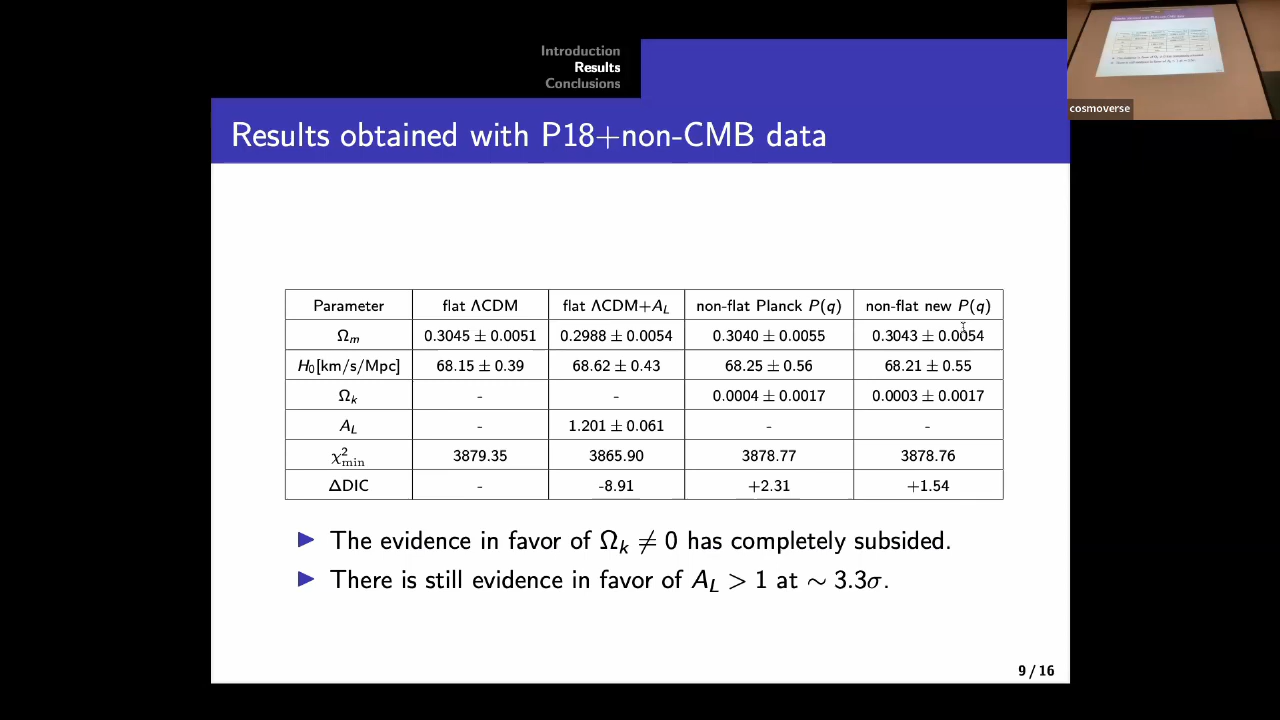 Introduction
Results
Conclusions
cosmoverse
Results obtained with P18+non-CMB data
Parameter flat ΛCDM flat ΛCDM+A_L non-flat Planck P(q) non-flat new P(q)
Ω_m 0.3045 ± 0.0051 0.2988 ± 0.0054 0.3040 ± 0.0055 0.3043 ± 0.0054
H_0[km/s/Mpc] 68.15 ± 0.39 68.62 ± 0.43 68.25 ± 0.56 68.21 ± 0.55
Ω_k - - 0.0004 ± 0.0017 0.0003 ± 0.0017
A_L - 1.201 ± 0.061 - -
χ²_min 3879.35 3865.90 3878.77 3878.76
ΔDIC - -8.91 +2.31 +1.54
The evidence in favor of Ω_k ≠ 0 has completely subsided.
There is still evidence in favor of A_L > 1 at ∼ 3.3σ.
9 / 16